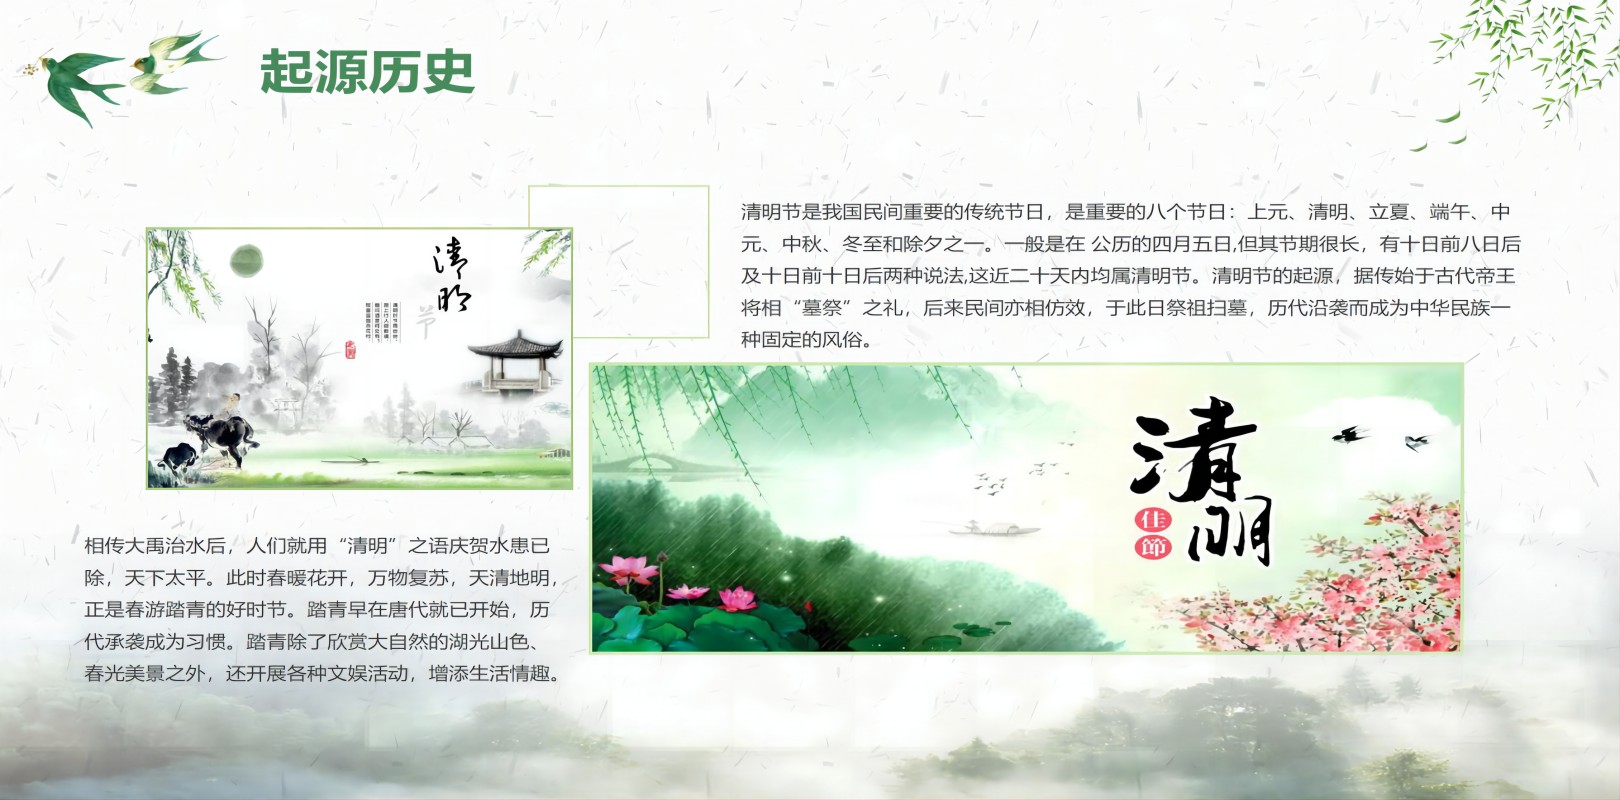 起源历史
清明节是我国民间重要的传统节日，是重要的八个节日：上元、清明、立夏、端午、中
元、中秋、冬至和除夕之一。一般是在 公历的四月五日,但其节期很长，有十日前八日后
及十日前十日后两种说法,这近二十天内均属清明节。清明节的起源，据传始于古代帝王
将相“墓祭”之礼，后来民间亦相仿效，于此日祭祖扫墓，历代沿袭而成为中华民族一
种固定的风俗。
清明
节
清明
佳節
相传大禹治水后，人们就用“清明”之语庆贺水患已
除，天下太平。此时春暖花开，万物复苏，天清地明，
正是春游踏青的好时节。踏青早在唐代就已开始，历
代承袭成为习惯。踏青除了欣赏大自然的湖光山色、
春光美景之外，还开展各种文娱活动，增添生活情趣。